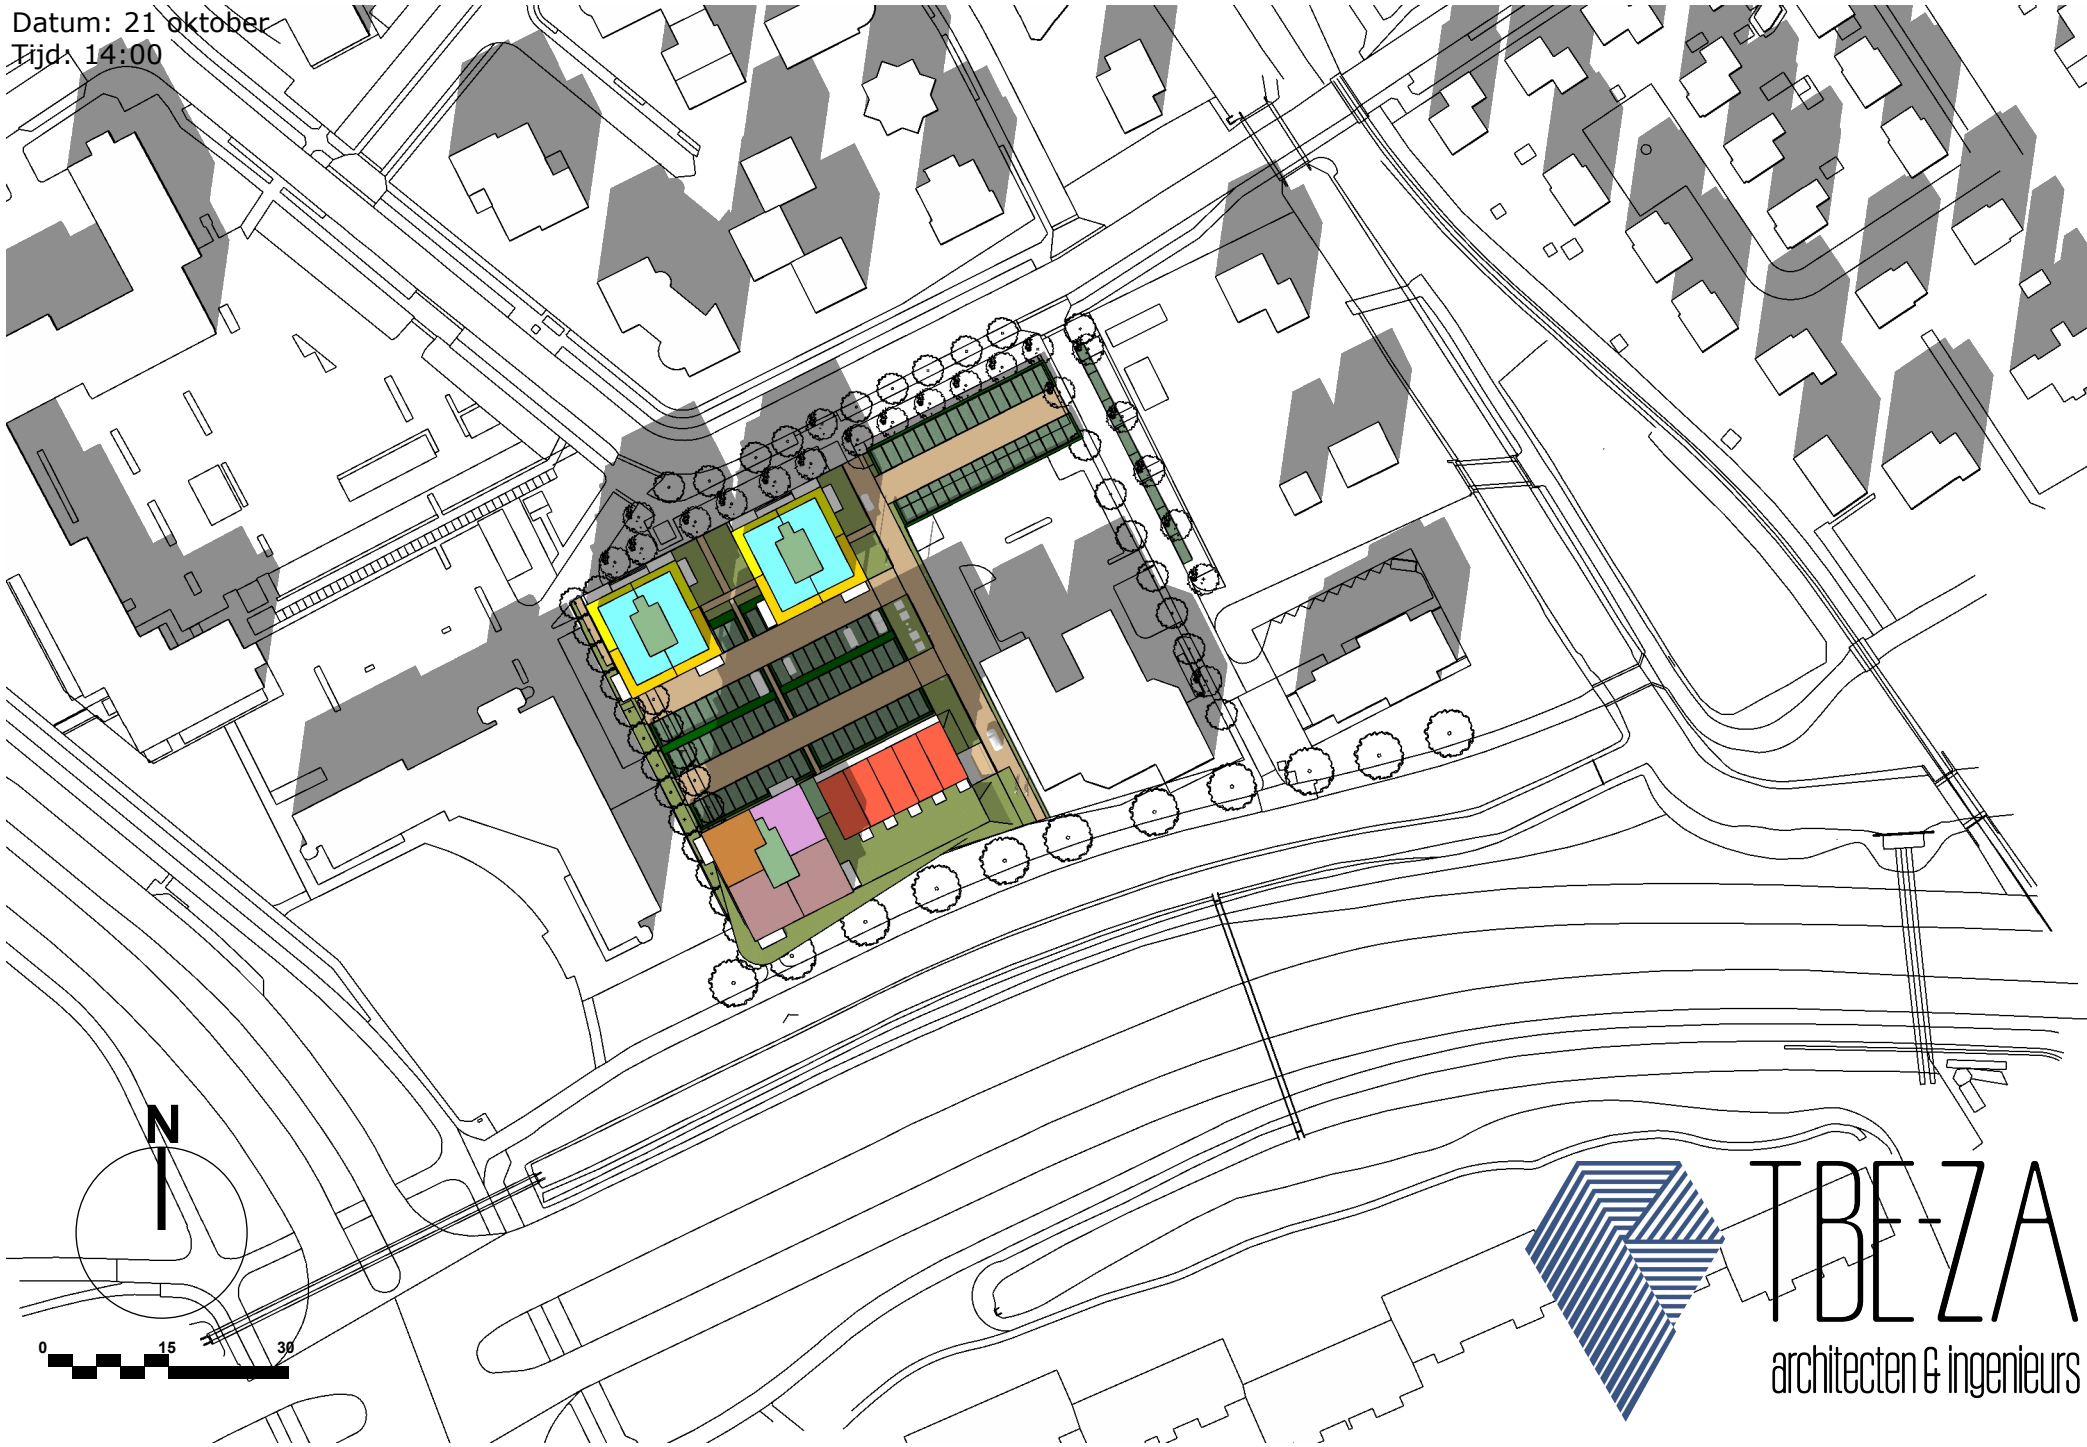 Datum: 21 oktober
Tijd: 14:00
N
0 15 30
TBE-ZA
architecten & ingenieurs